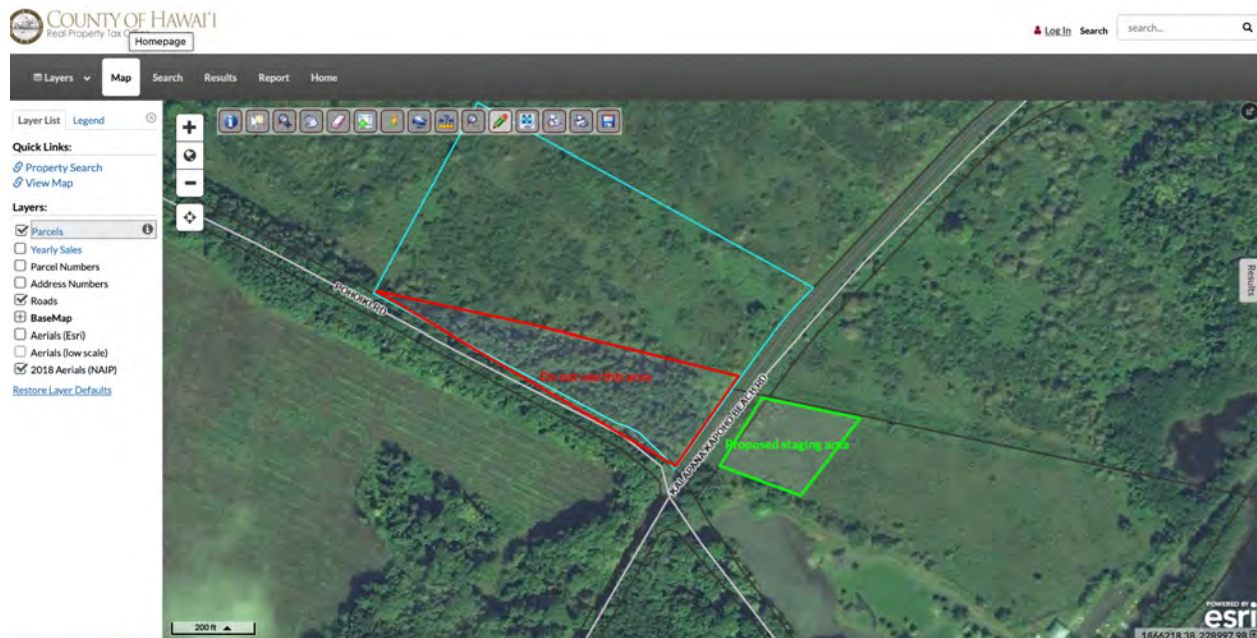 COUNTY OF HAWAI'I
Real Property Tax O
Homepage
Log In Search search...
Layers Map Search Results Report Home
Layer List Legend
Quick Links:
Property Search
View Map
Layers:
Parcels
Yearly Sales
Parcel Numbers
Address Numbers
Roads
BaseMap
Aerials (Esri)
Aerials (low scale)
2018 Aerials (NAIP)
Restore Layer Defaults
Results
POHOIKI RD
Do not use this area
KALAPANA KAPOHO BEACH RD
Proposed staging area
200 ft
POWERED BY
esri